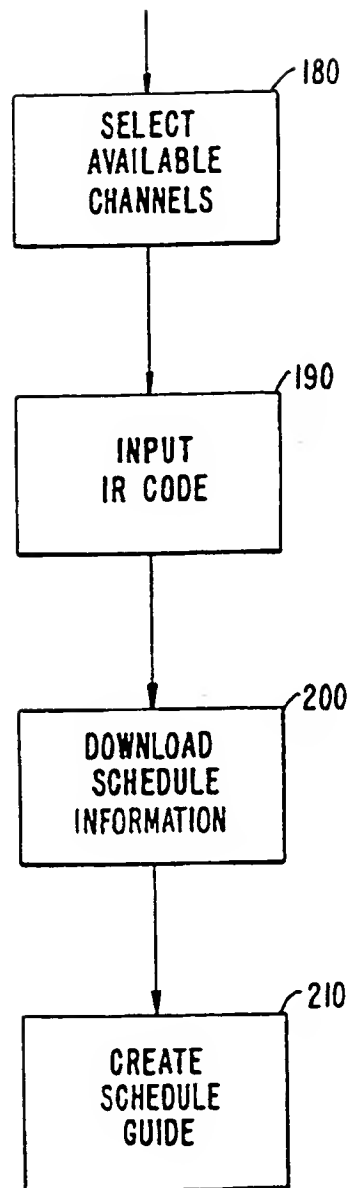 180
SELECT
AVAILABLE
CHANNELS
190
INPUT
IR CODE
200
DOWNLOAD
SCHEDULE
INFORMATION
210
CREATE
SCHEDULE
GUIDE